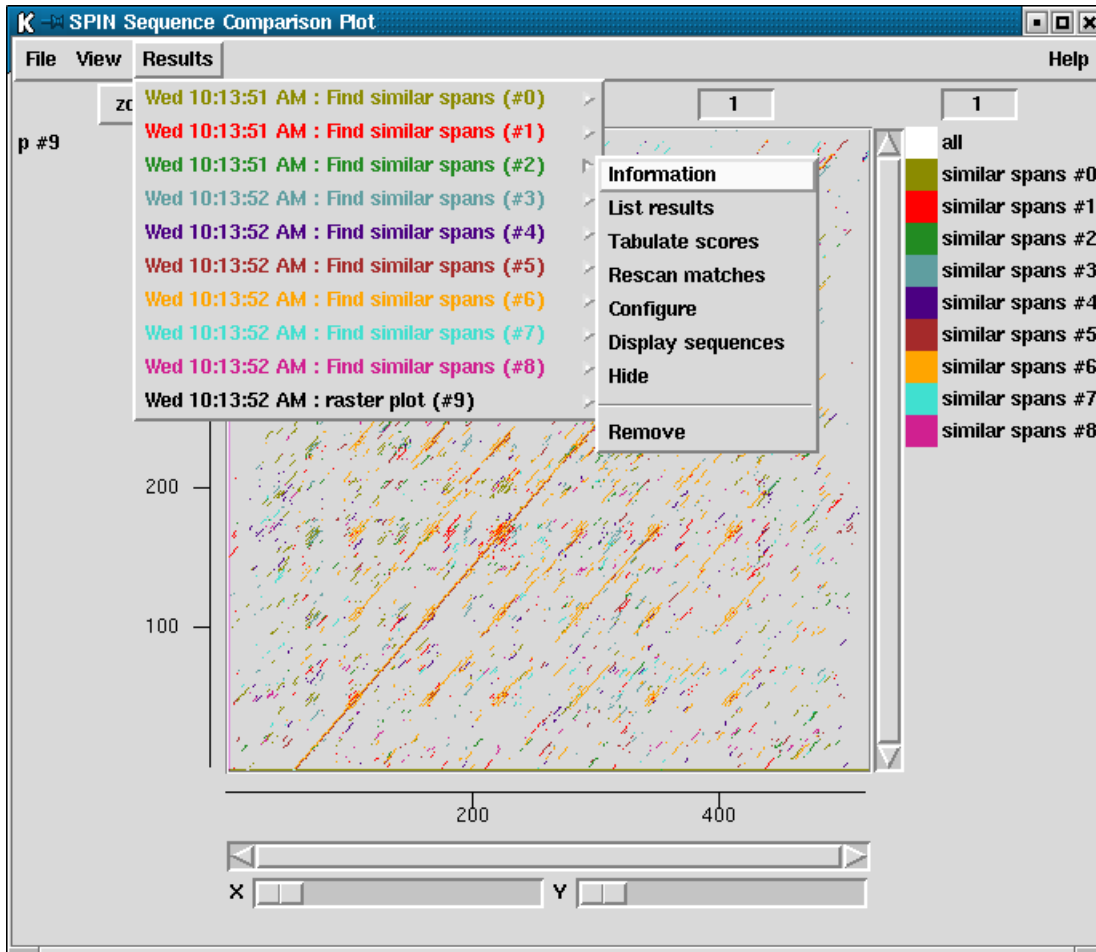 K SPIN Sequence Comparison Plot
File View Results Help
1 1
p #9
Wed 10:13:51 AM : Find similar spans (#0)
Wed 10:13:51 AM : Find similar spans (#1)
Wed 10:13:51 AM : Find similar spans (#2)
Wed 10:13:52 AM : Find similar spans (#3)
Wed 10:13:52 AM : Find similar spans (#4)
Wed 10:13:52 AM : Find similar spans (#5)
Wed 10:13:52 AM : Find similar spans (#6)
Wed 10:13:52 AM : Find similar spans (#7)
Wed 10:13:52 AM : Find similar spans (#8)
Wed 10:13:52 AM : raster plot (#9)
Information
List results
Tabulate scores
Rescan matches
Configure
Display sequences
Hide
Remove
all
similar spans #0
similar spans #1
similar spans #2
similar spans #3
similar spans #4
similar spans #5
similar spans #6
similar spans #7
similar spans #8
200
100
200 400
X Y